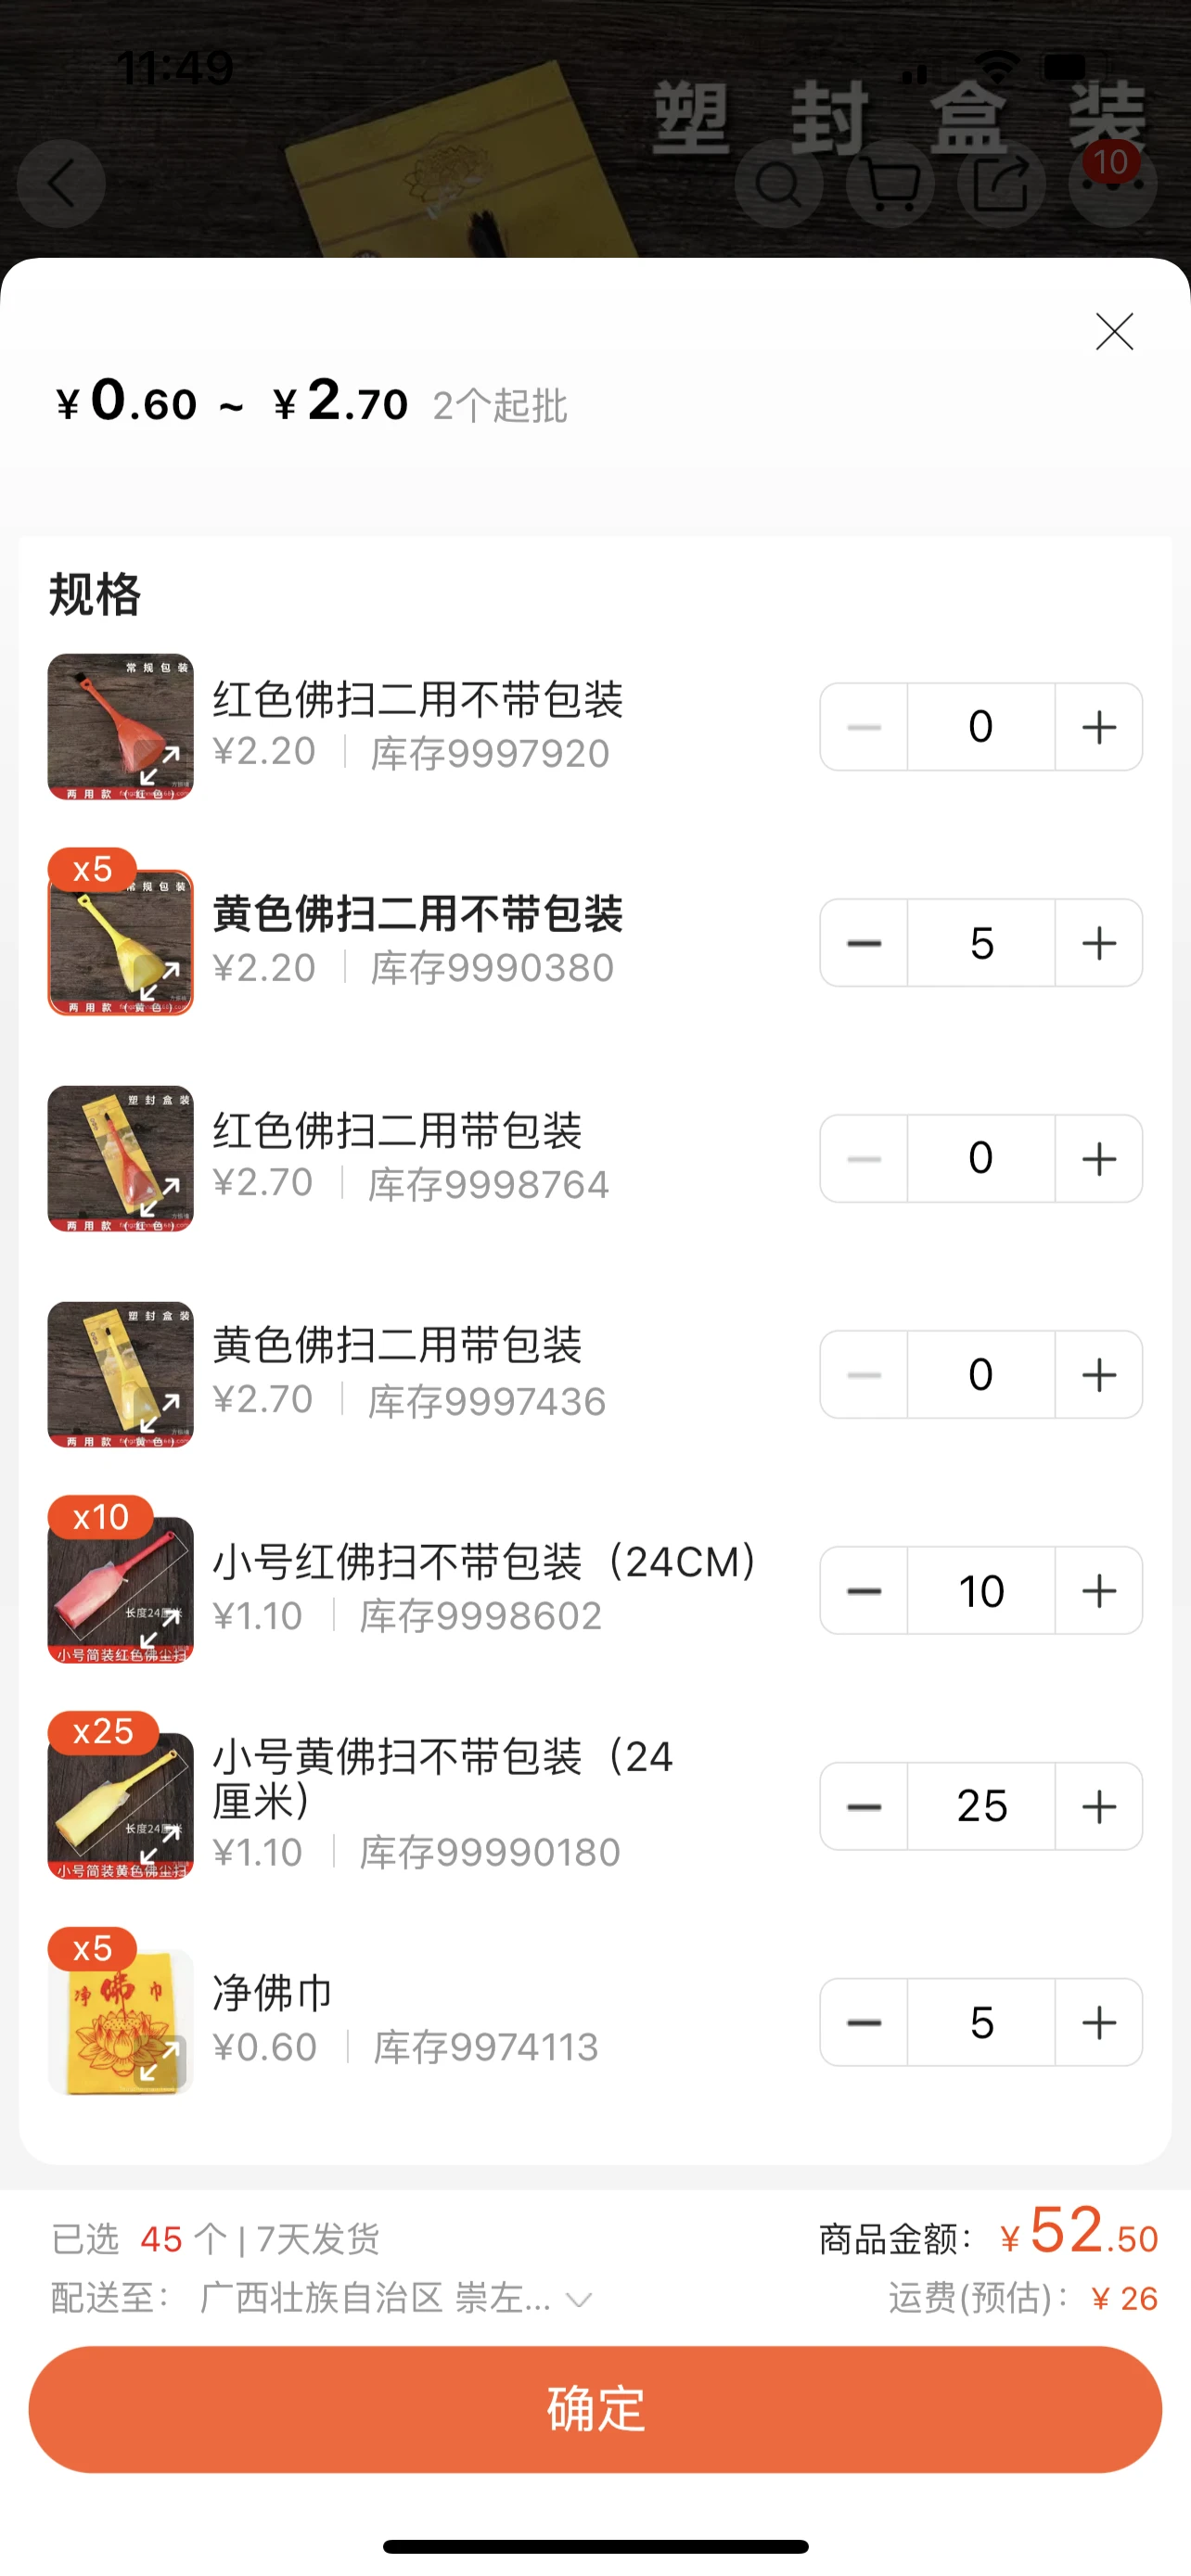 11:49
塑封盒装
10
¥0.60 ~ ¥2.70 2个起批
规格
常规包装
两用款(红色)
红色佛扫二用不带包装
¥2.20 库存9997920
0
x5
常规包装
两用款(黄色)
黄色佛扫二用不带包装
¥2.20 库存9990380
5
塑封盒装
两用款(红色)
红色佛扫二用带包装
¥2.70 库存9998764
0
塑封盒装
两用款(黄色)
黄色佛扫二用带包装
¥2.70 库存9997436
0
x10
长度24厘米
小号简装红色佛尘扫
小号红佛扫不带包装（24CM）
¥1.10 库存9998602
10
x25
长度24厘米
小号简装黄色佛尘扫
小号黄佛扫不带包装（24
厘米）
¥1.10 库存99990180
25
x5
净佛巾
净佛巾
¥0.60 库存9974113
5
已选 45 个 | 7天发货
商品金额：¥52.50
配送至： 广西壮族自治区 崇左...
运费(预估)：¥26
确定